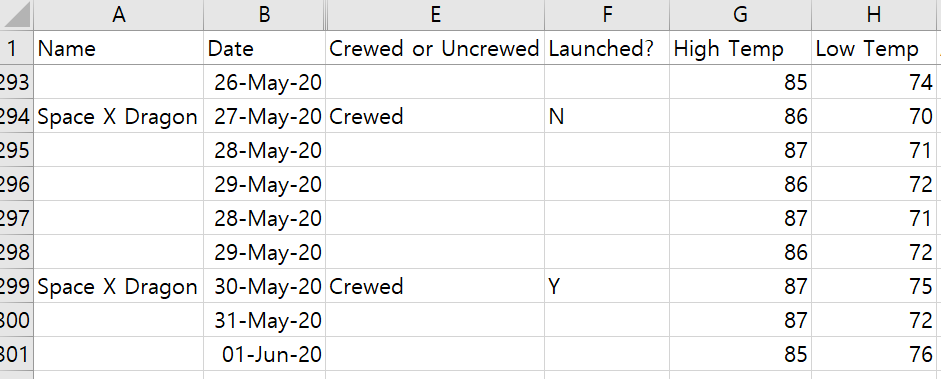 A B E F G H
1 Name Date Crewed or Uncrewed Launched? High Temp Low Temp
293 26-May-20 85 74
294 Space X Dragon 27-May-20 Crewed N 86 70
295 28-May-20 87 71
296 29-May-20 86 72
297 28-May-20 87 71
298 29-May-20 86 72
299 Space X Dragon 30-May-20 Crewed Y 87 75
300 31-May-20 87 72
301 01-Jun-20 85 76